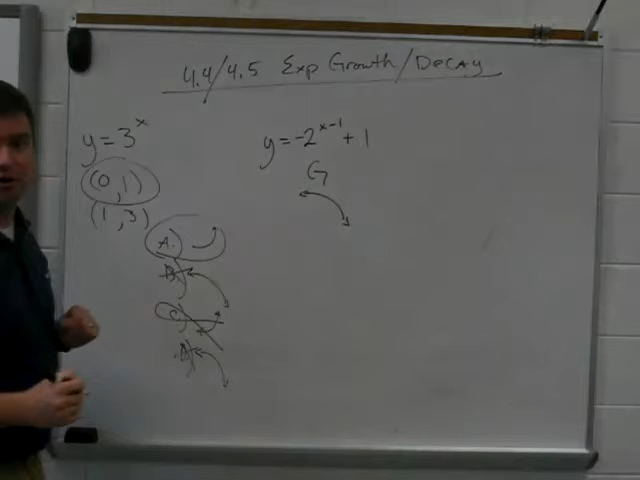 4.4/4.5 Exp Growth/Decay
y=3^x
(0,1)
(1,3)
A.
B.
C.
D.
y=-2^x-1+1
G